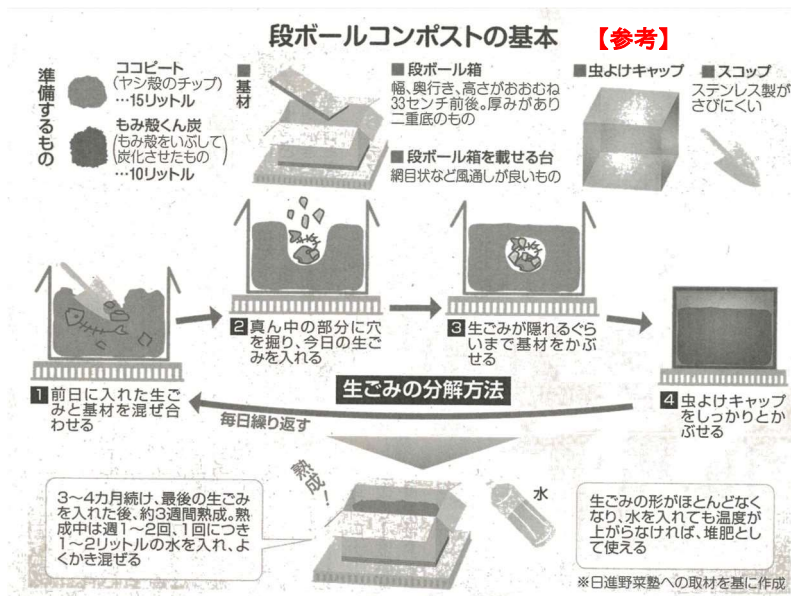 段ボールコンポストの基本
【参考】
準備するもの
ココピート
(ヤシ殻のチップ)
…15リットル
もみ殻くん炭
(もみ殻をいぶして
炭化させたもの)
…10リットル
■基材
■段ボール箱
幅、奥行き、高さがおおむね
33センチ前後。厚みがあり
二重底のもの
■段ボール箱を載せる台
網目状など風通しが良いもの
■虫よけキャップ
■スコップ
ステンレス製が
さびにくい
1 前日に入れた生ご
みと基材を混ぜ合
わせる
2 真ん中の部分に穴
を掘り、今日の生ご
みを入れる
3 生ごみが隠れるぐら
いまで基材をかぶ
せる
4 虫よけキャップ
をしっかりとか
ぶせる
生ごみの分解方法
毎日繰り返す
3〜4カ月続け、最後の生ごみ
を入れた後、約3週間熟成。熟
成中は週1〜2回、1回につき
1〜2リットルの水を入れ、よ
くかき混ぜる
熟成!
水
生ごみの形がほとんどなく
なり、水を入れても温度が
上がらなければ、堆肥とし
て使える
※日進野菜塾への取材を基に作成